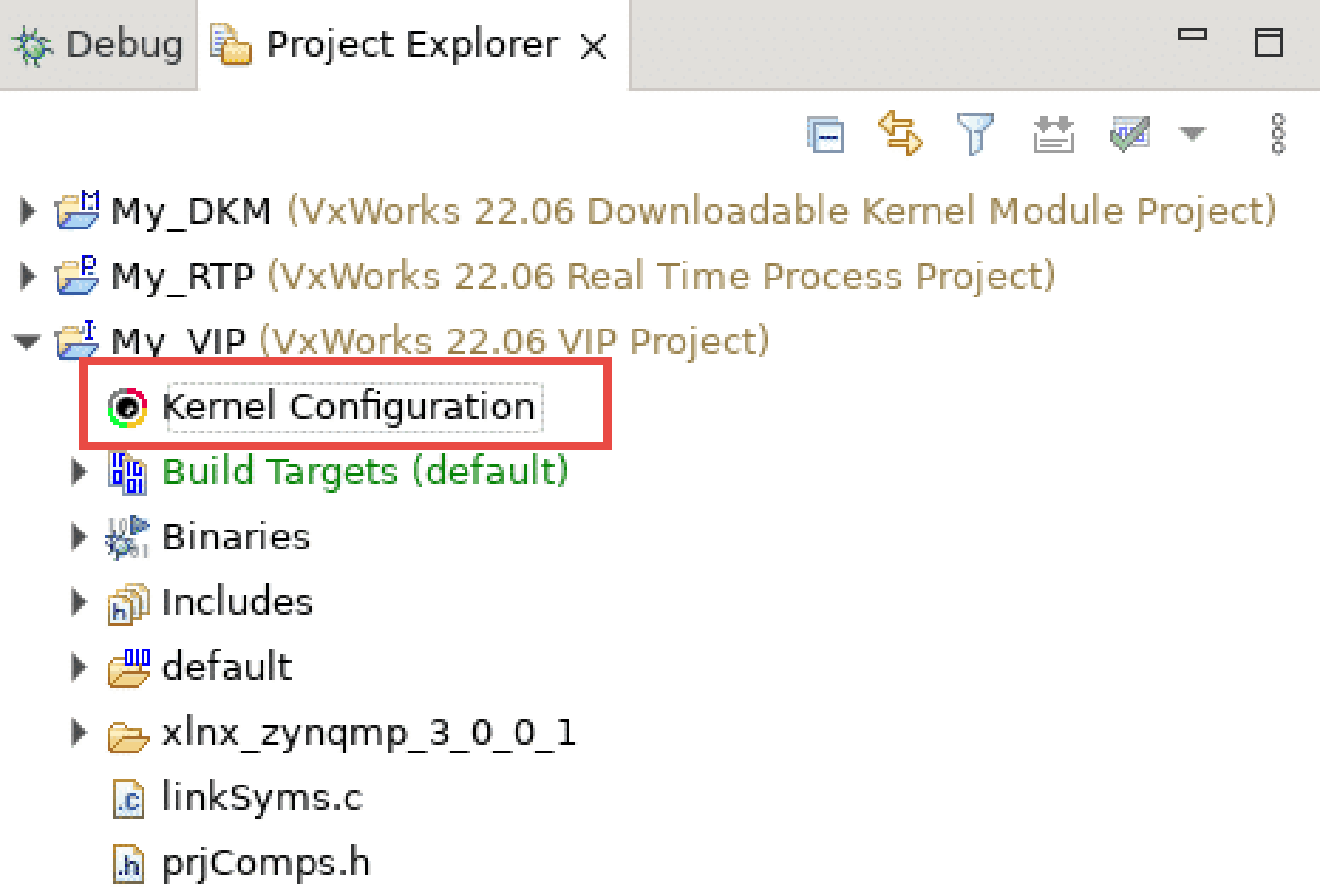 Debug Project Explorer
My_DKM (VxWorks 22.06 Downloadable Kernel Module Project)
My_RTP (VxWorks 22.06 Real Time Process Project)
My_VIP (VxWorks 22.06 VIP Project)
Kernel Configuration
Build Targets (default)
Binaries
Includes
default
xlnx_zynqmp_3_0_0_1
linkSyms.c
prjComps.h